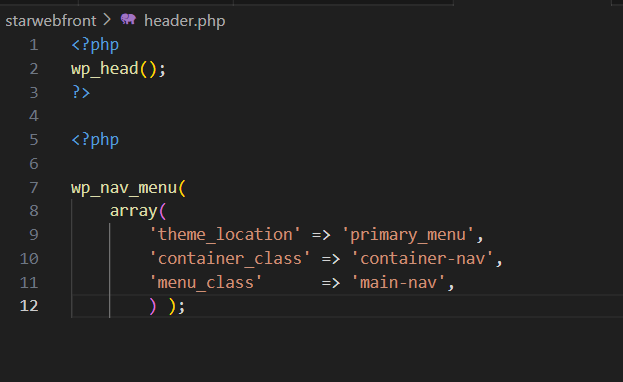 starwebfront > header.php
1 <?php
2 wp_head();
3 ?>
4
5 <?php
6
7 wp_nav_menu(
8     array(
9         'theme_location' => 'primary_menu',
10         'container_class' => 'container-nav',
11         'menu_class'      => 'main-nav',
12         ) );